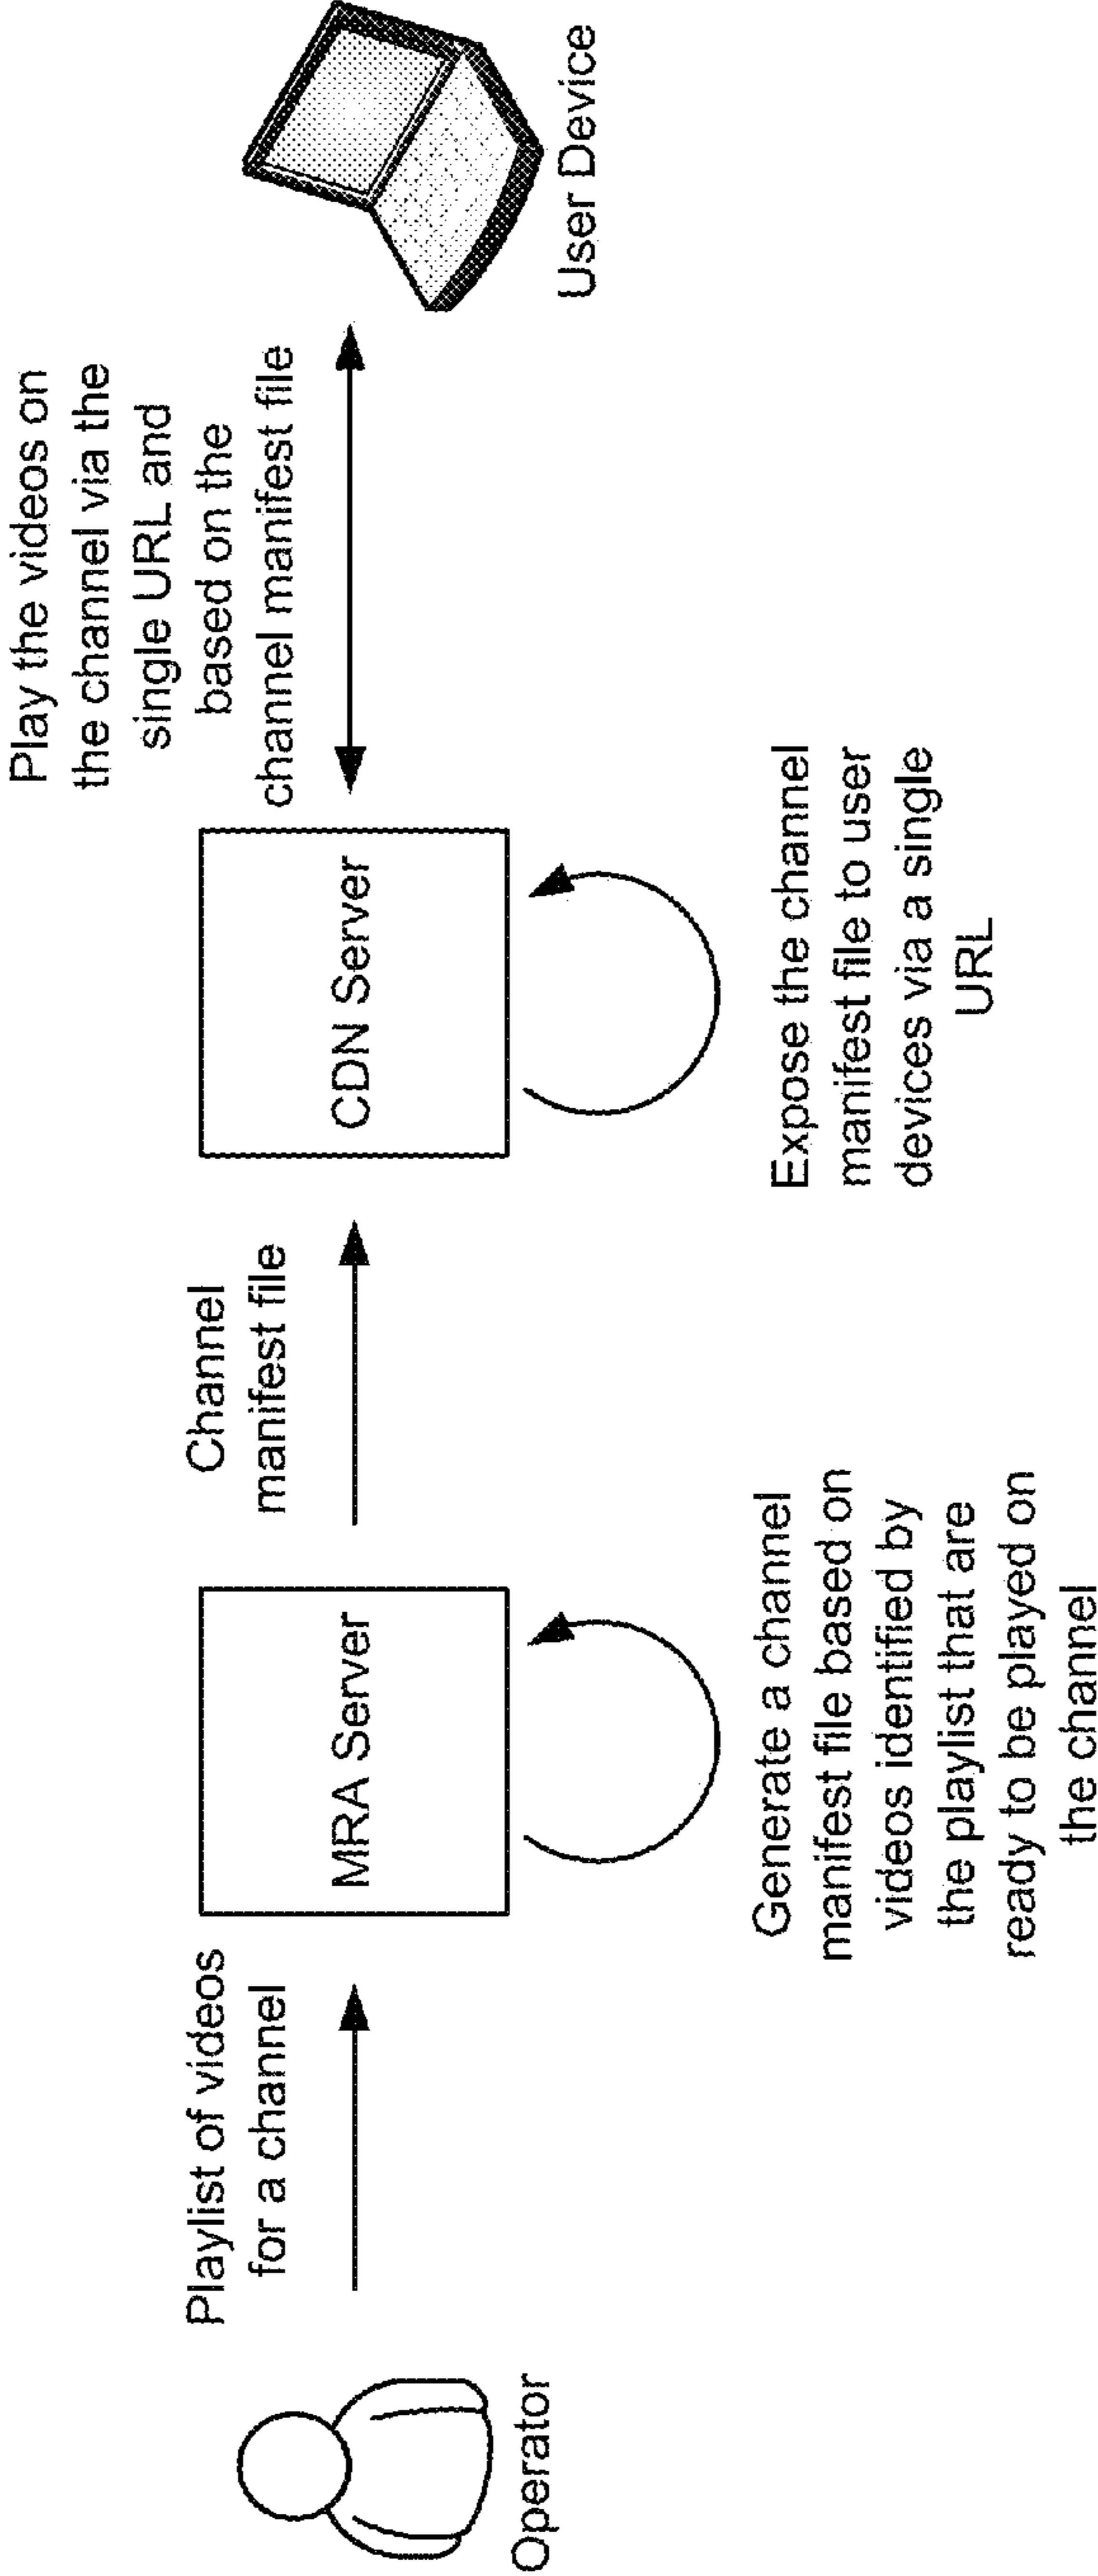 Operator
Playlist of videos
for a channel
MRA Server
Generate a channel
manifest file based on
videos identified by
the playlist that are
ready to be played on
the channel
Channel
manifest file
CDN Server
Expose the channel
manifest file to user
devices via a single
URL
Play the videos on
the channel via the
single URL and
based on the
channel manifest file
User Device